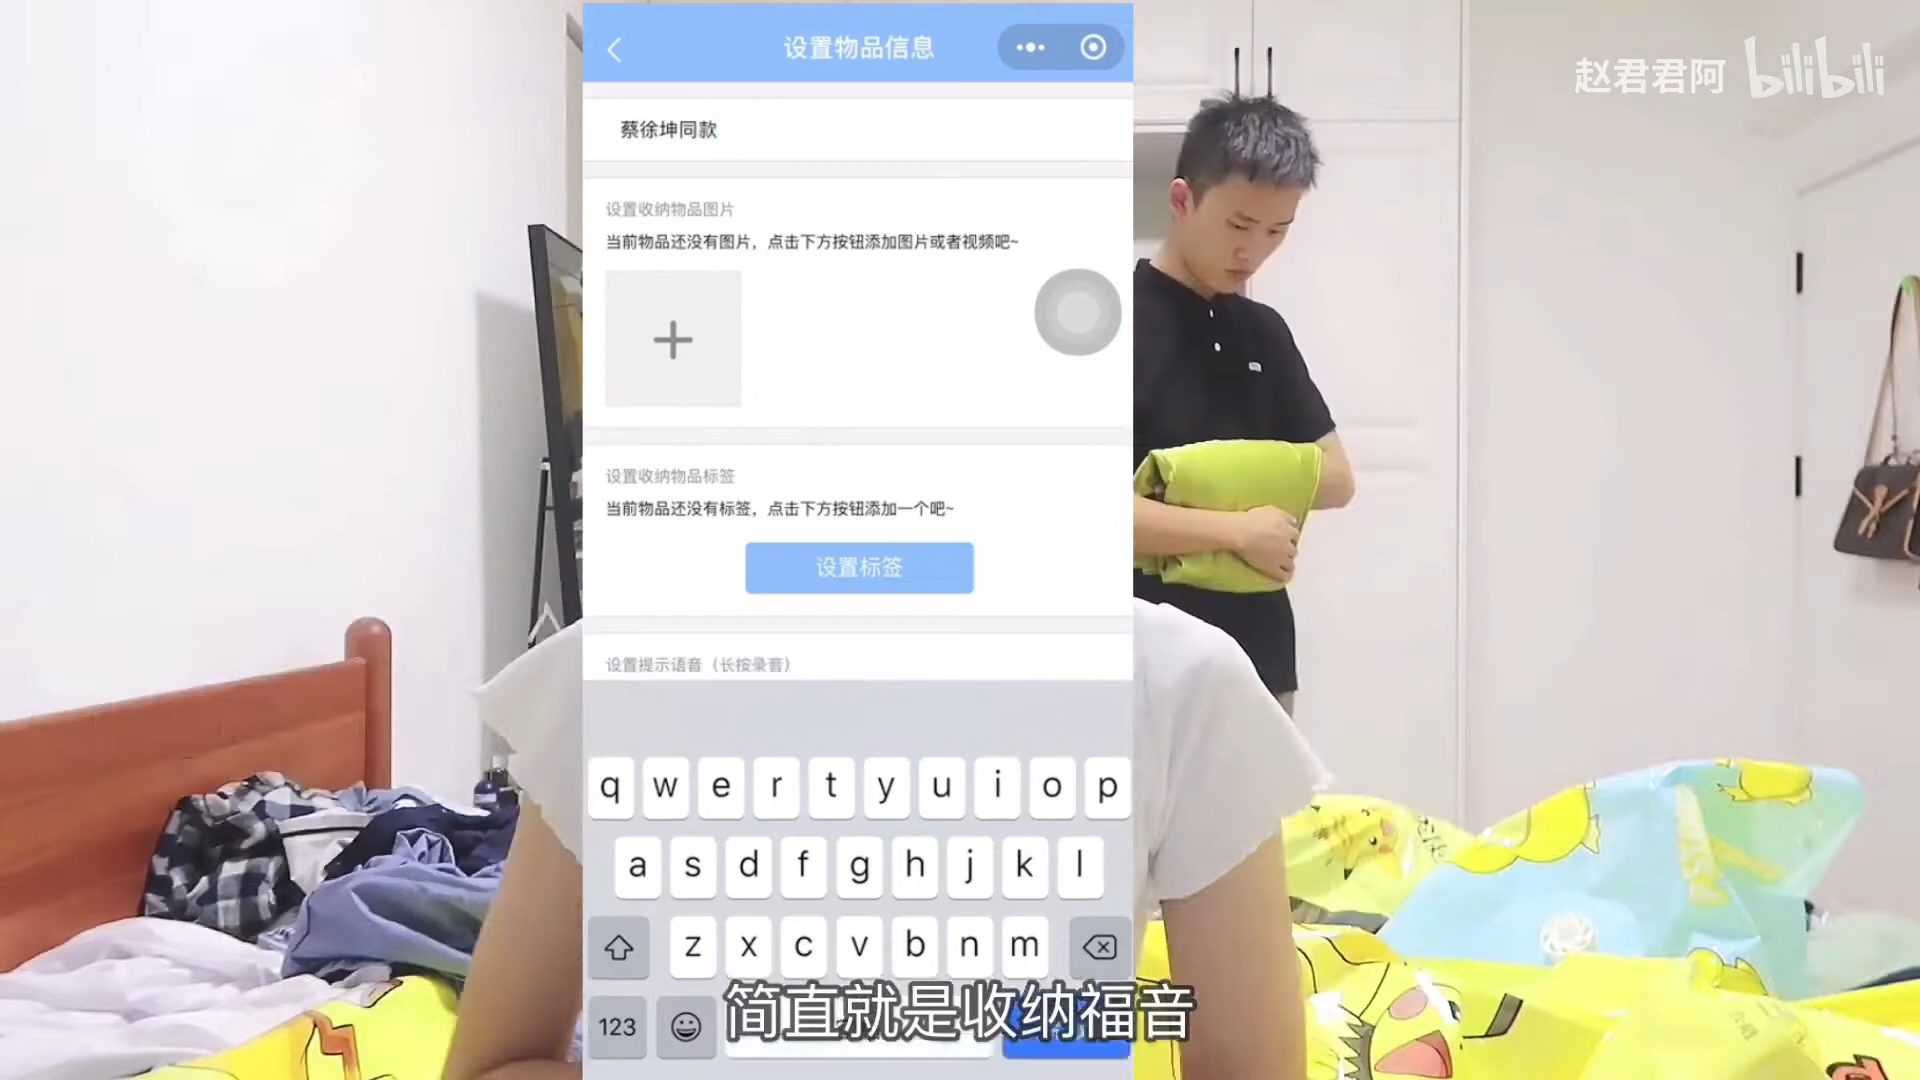 设置物品信息
赵君君阿 bilibili
蔡徐坤同款
设置收纳物品图片
当前物品还没有图片，点击下方按钮添加图片或者视频吧~
设置收纳物品标签
当前物品还没有标签，点击下方按钮添加一个吧~
设置标签
设置提示语音（长按录音）
q w e r t y u i o p
a s d f g h j k l
z x c v b n m
123
简直就是收纳福音